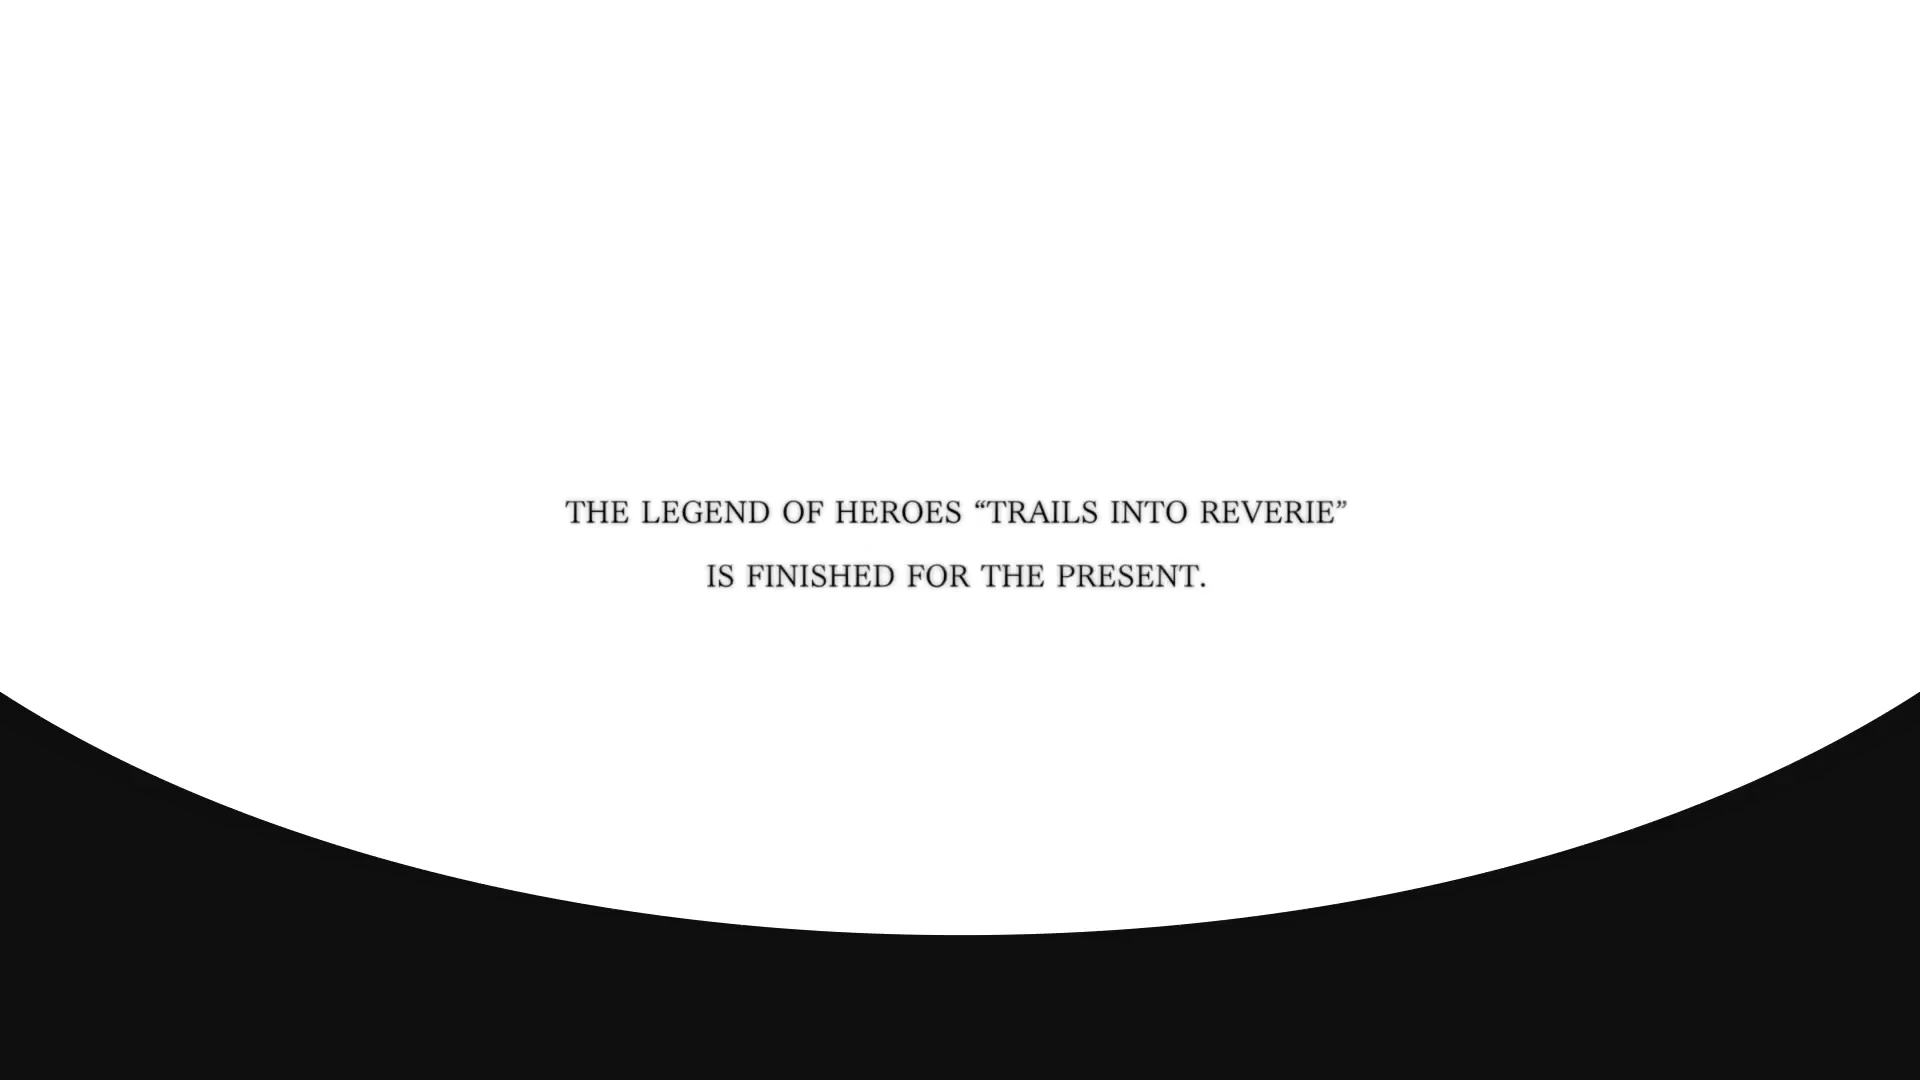 THE LEGEND OF HEROES “TRAILS INTO REVERIE”
IS FINISHED FOR THE PRESENT.